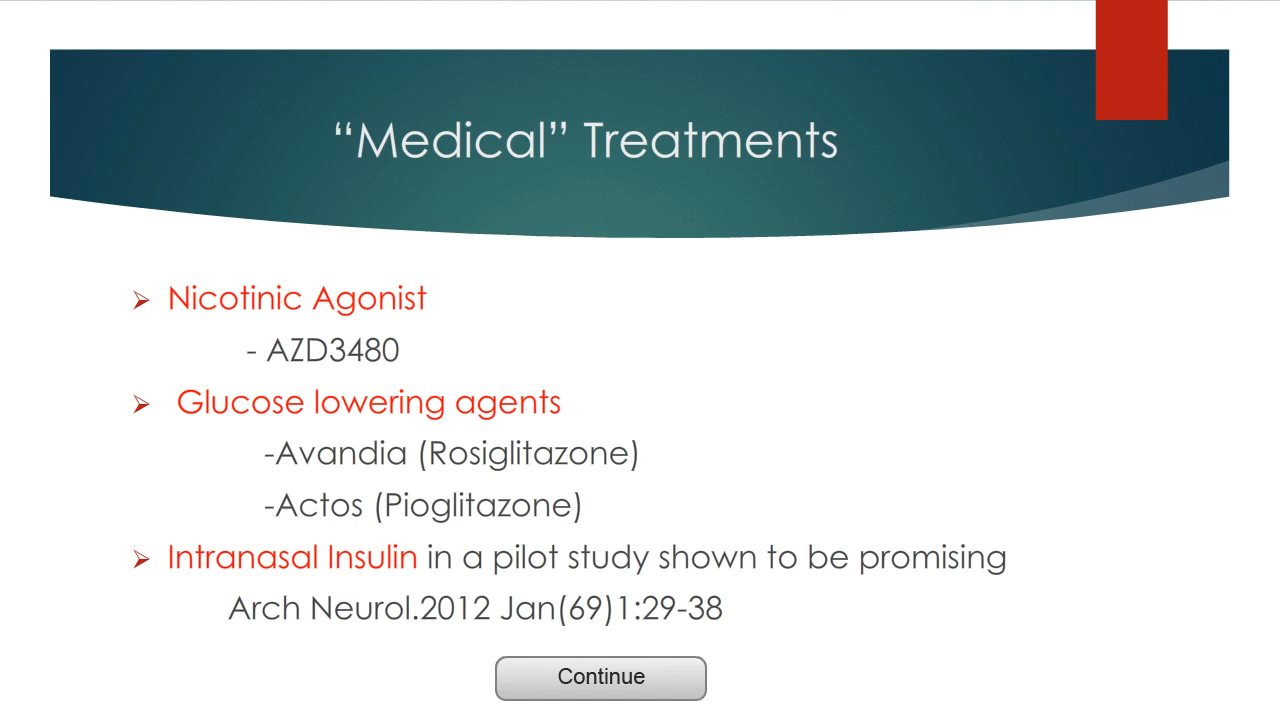 “Medical” Treatments
➢ Nicotinic Agonist
- AZD3480
➢ Glucose lowering agents
-Avandia (Rosiglitazone)
-Actos (Pioglitazone)
➢ Intranasal Insulin in a pilot study shown to be promising
Arch Neurol.2012 Jan(69)1:29-38
Continue